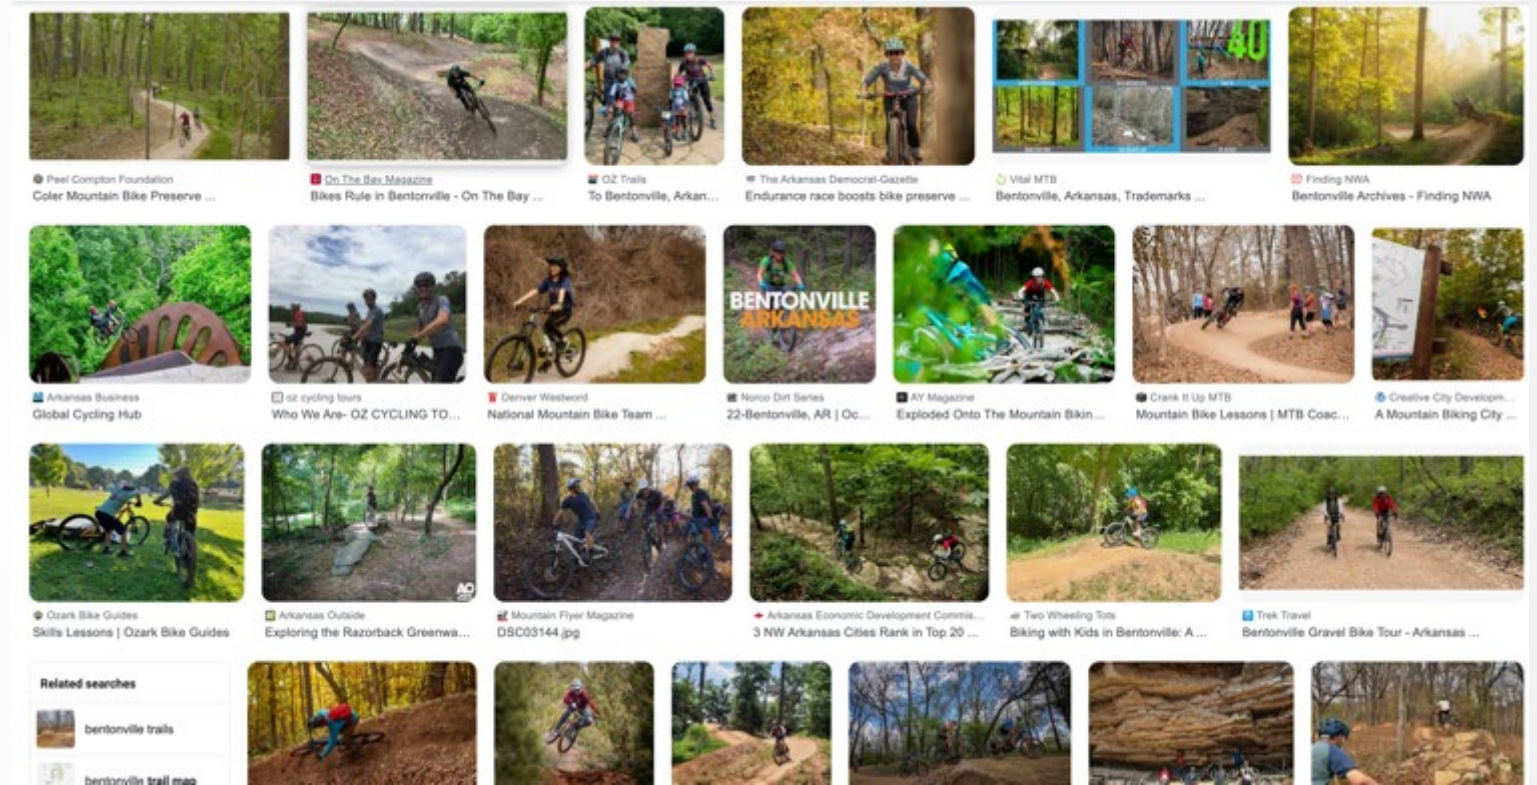 Peel Compton Foundation
Coler Mountain Bike Preserve ...
On The Bay Magazine
Bikes Rule in Bentonville - On The Bay ...
OZ Trails
To Bentonville, Arkan...
The Arkansas Democrat-Gazette
Endurance race boosts bike preserve ...
40
Vital MTB
Bentonville, Arkansas, Trademarks ...
Finding NWA
Bentonville Archives - Finding NWA
Arkansas Business
Global Cycling Hub
oz cycling tours
Who We Are- OZ CYCLING TO...
Denver Westword
National Mountain Bike Team ...
BENTONVILLE
ARKANSAS
Norco Dirt Series
22-Bentonville, AR | Oc...
AY Magazine
Exploded Onto The Mountain Bikin...
Crank It Up MTB
Mountain Bike Lessons | MTB Coac...
Creative City Developm...
A Mountain Biking City ...
Ozark Bike Guides
Skills Lessons | Ozark Bike Guides
AO
Arkansas Outside
Exploring the Razorback Greenwa...
Mountain Flyer Magazine
DSC03144.jpg
Arkansas Economic Development Commis...
3 NW Arkansas Cities Rank in Top 20 ...
Two Wheeling Tots
Biking with Kids in Bentonville: A ...
Trek Travel
Bentonville Gravel Bike Tour - Arkansas ...
Related searches
bentonville trails
bentonville trail map